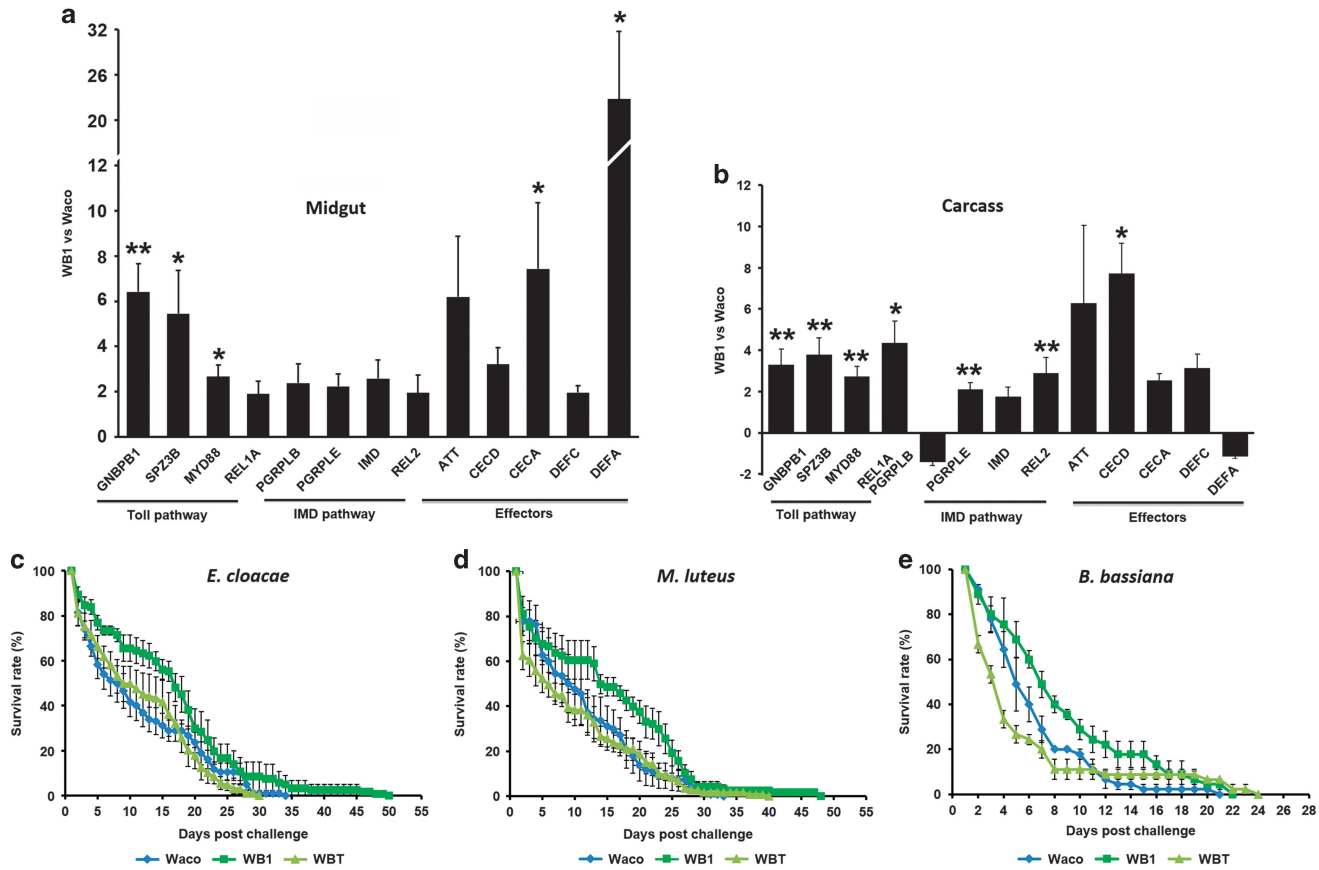 a
32
26
20
12
10
8
6
4
2
0
WB1 vs Waco
Midgut
**
*
*
*
*
GNBPB1
SPZ3B
MYD88
REL1A
PGRPLB
PGRPLE
IMD
REL2
ATT
CECD
CECA
DEFC
DEFA
Toll pathway
IMD pathway
Effectors
b
12
10
8
6
4
2
0
-2
WB1 vs Waco
Carcass
**
**
**
*
**
**
*
GNBPB1
SPZ3B
MYD88
REL1A
PGRPLB
PGRPLE
IMD
REL2
ATT
CECD
CECA
DEFC
DEFA
Toll pathway
IMD pathway
Effectors
c
E. cloacae
100
80
60
40
20
0
Survival rate (%)
0 5 10 15 20 25 30 35 40 45 50 55
Days post challenge
Waco WB1 WBT
d
M. luteus
100
80
60
40
20
0
Survival rate (%)
0 5 10 15 20 25 30 35 40 45 50 55
Days post challenge
Waco WB1 WBT
e
B. bassiana
100
80
60
40
20
0
Survival rate (%)
0 2 4 6 8 10 12 14 16 18 20 22 24 26 28
Days post challenge
Waco WB1 WBT